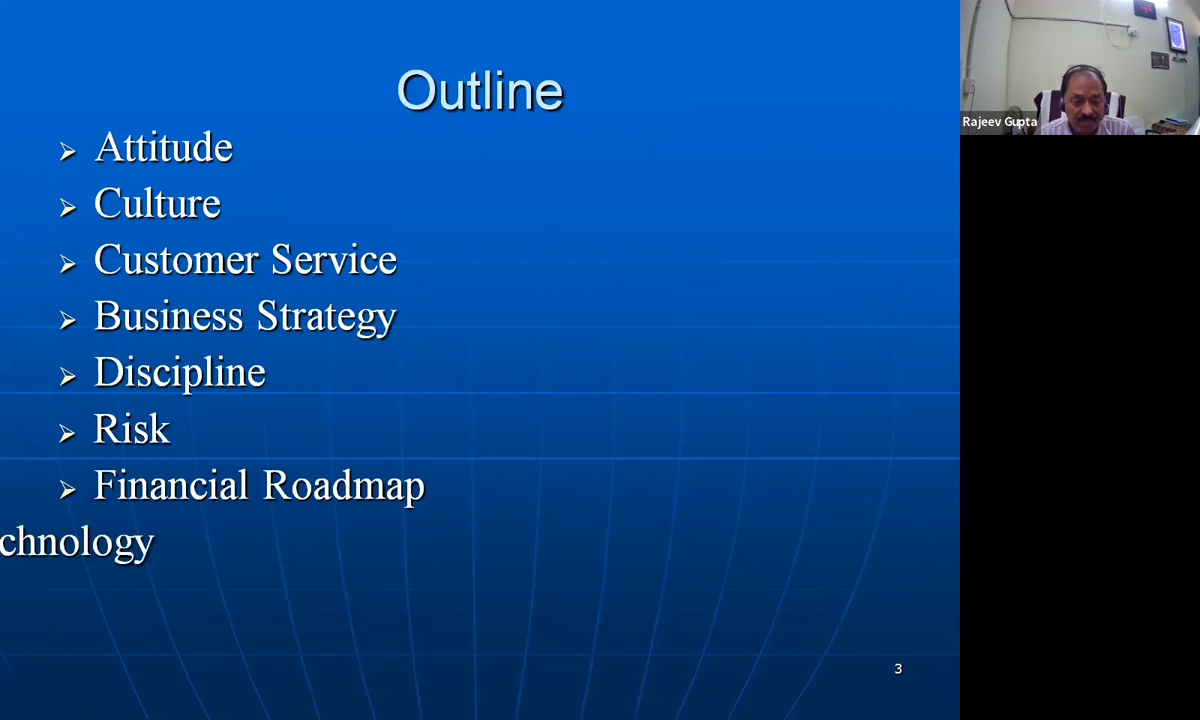 Outline
Attitude
Culture
Customer Service
Business Strategy
Discipline
Risk
Financial Roadmap
chnology
3
Rajeev Gupta